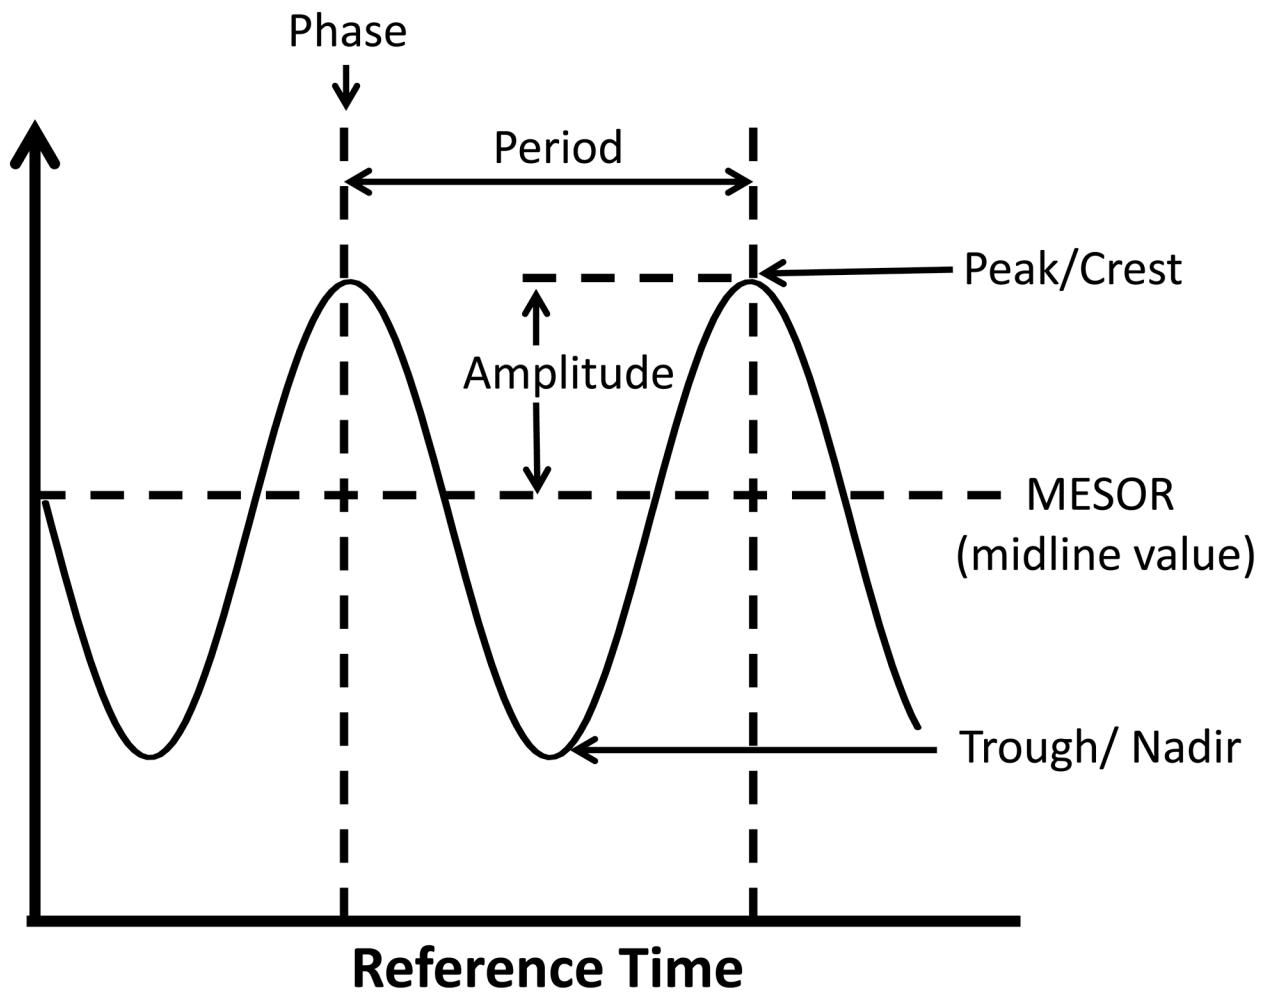 Phase
Period
Peak/Crest
Amplitude
MESOR
(midline value)
Trough/ Nadir
Reference Time